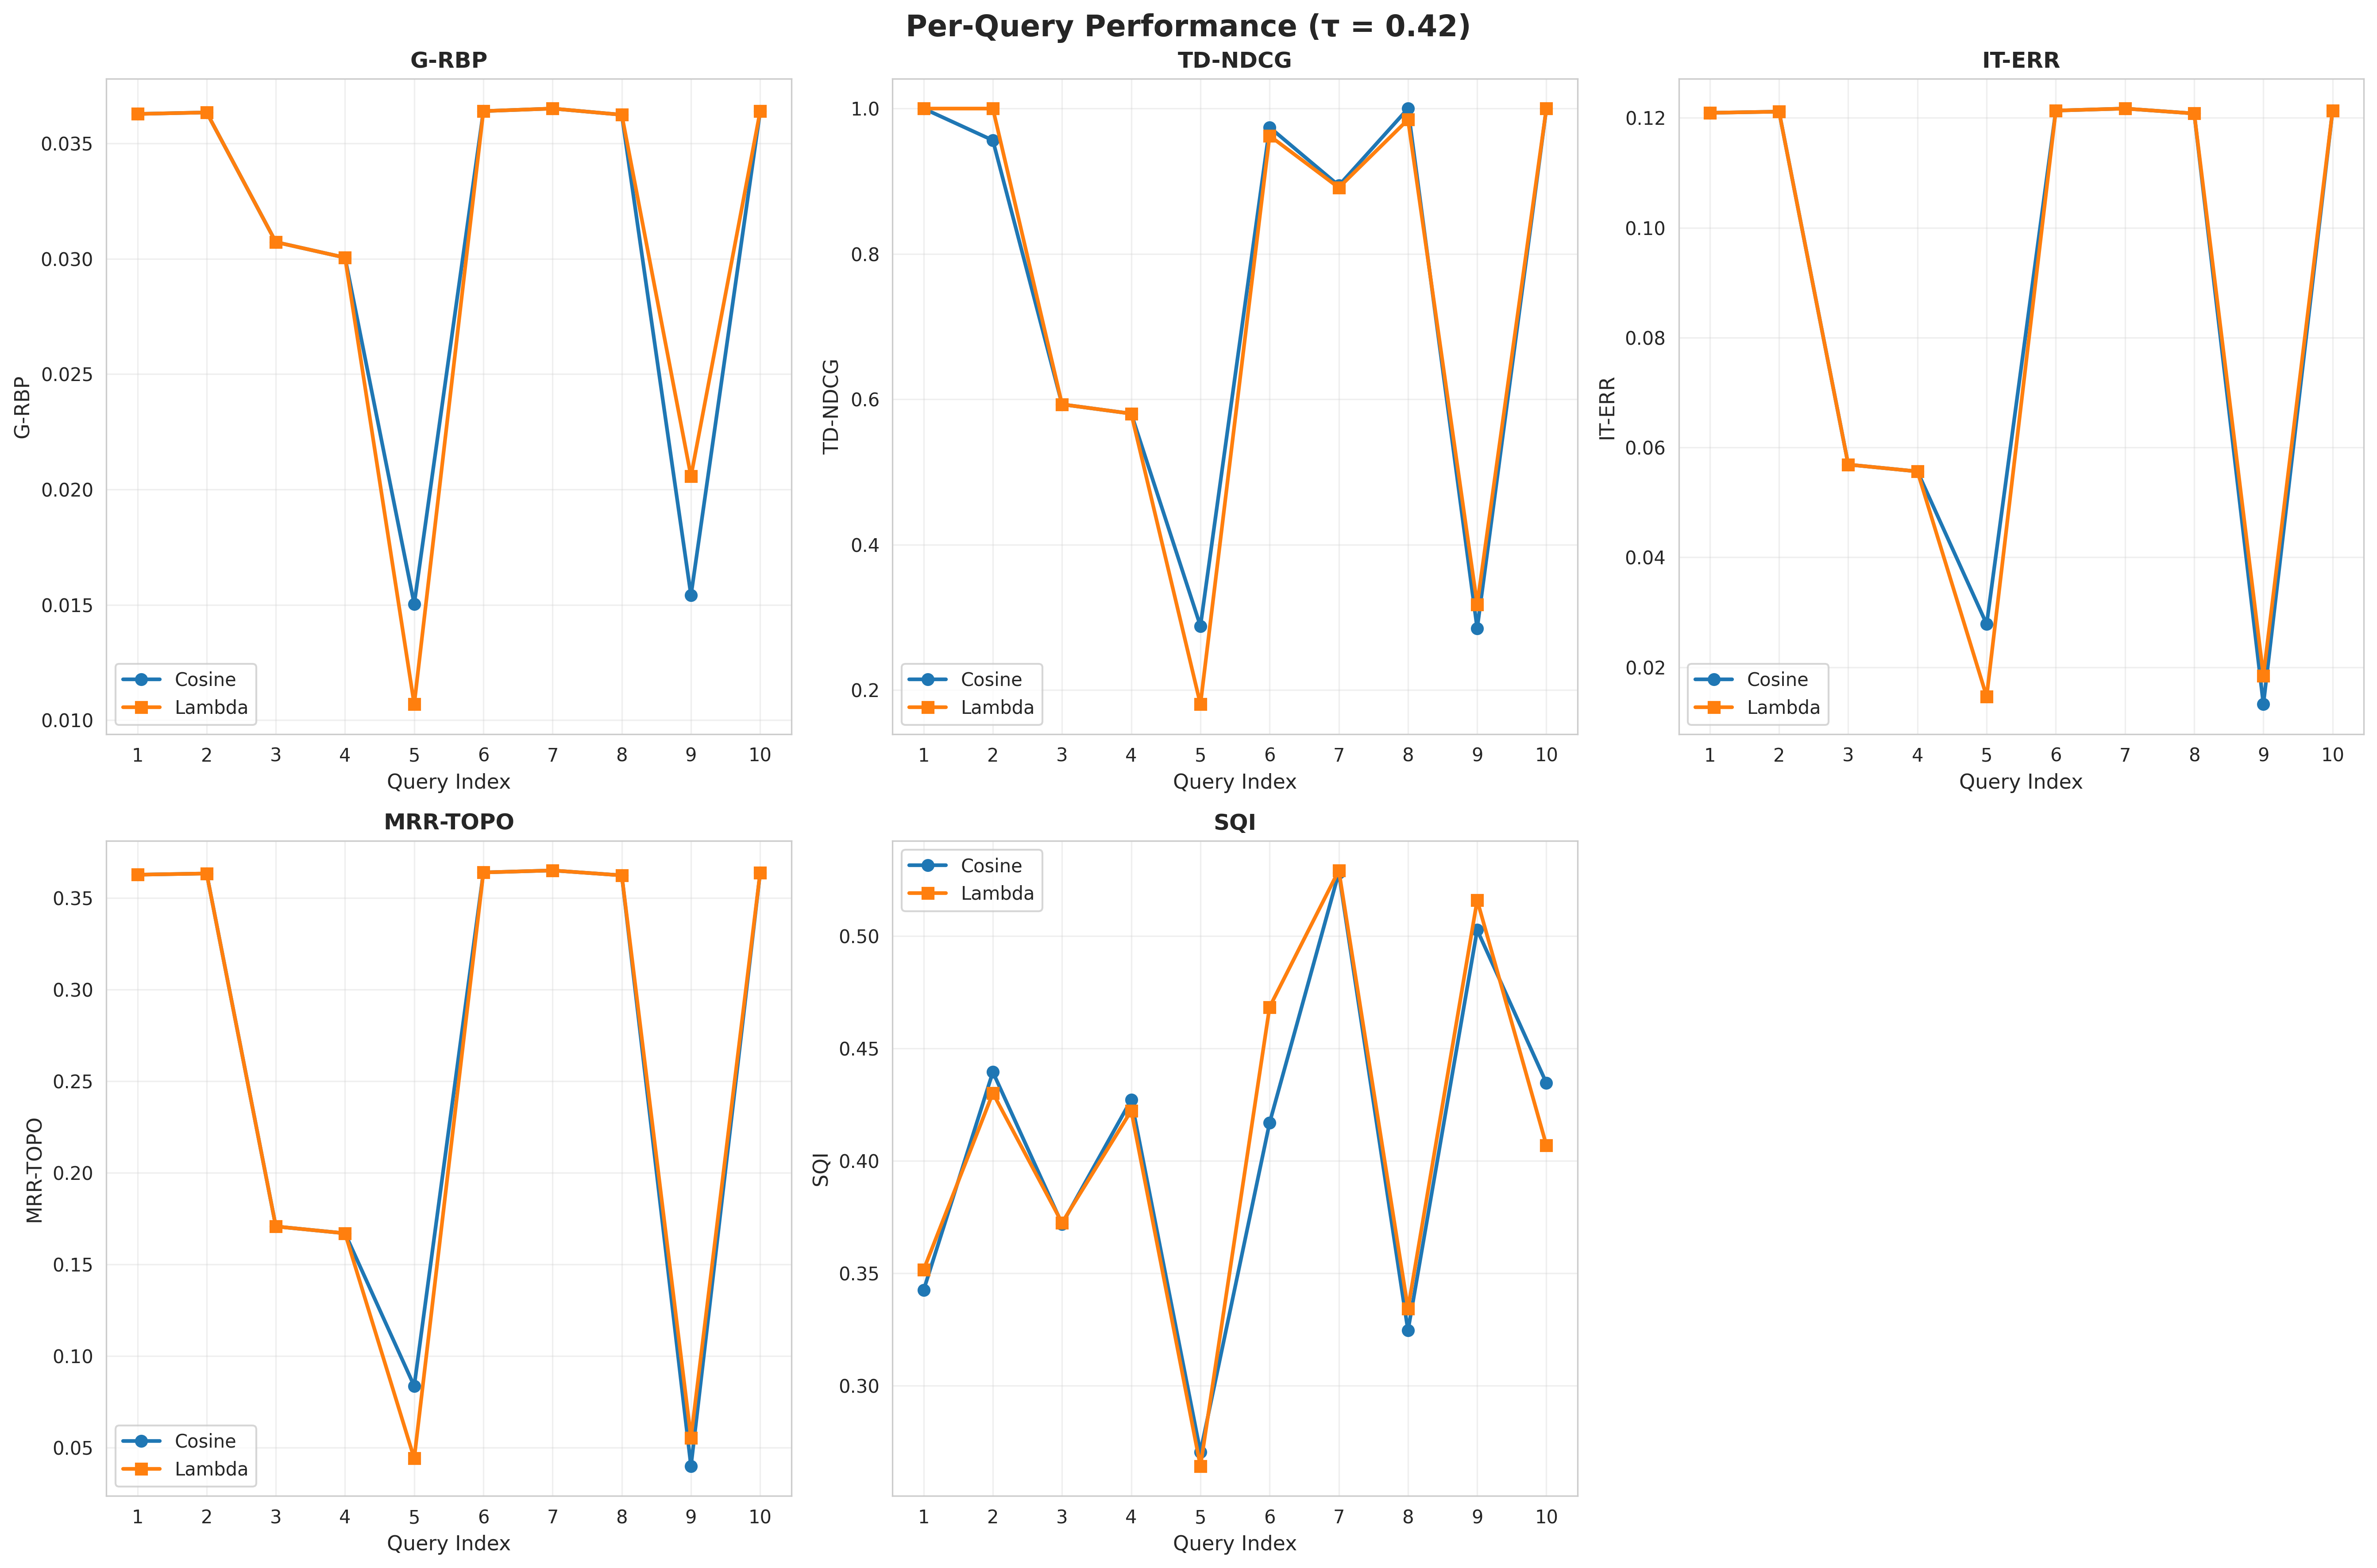 Per-Query Performance (τ = 0.42)
G-RBP
G-RBP
0.035
0.030
0.025
0.020
0.015
0.010
Cosine
Lambda
1 2 3 4 5 6 7 8 9 10
Query Index
TD-NDCG
TD-NDCG
1.0
0.8
0.6
0.4
0.2
Cosine
Lambda
1 2 3 4 5 6 7 8 9 10
Query Index
IT-ERR
IT-ERR
0.12
0.10
0.08
0.06
0.04
0.02
Cosine
Lambda
1 2 3 4 5 6 7 8 9 10
Query Index
MRR-TOPO
MRR-TOPO
0.35
0.30
0.25
0.20
0.15
0.10
0.05
Cosine
Lambda
1 2 3 4 5 6 7 8 9 10
Query Index
SQI
SQI
Cosine
Lambda
0.50
0.45
0.40
0.35
0.30
1 2 3 4 5 6 7 8 9 10
Query Index